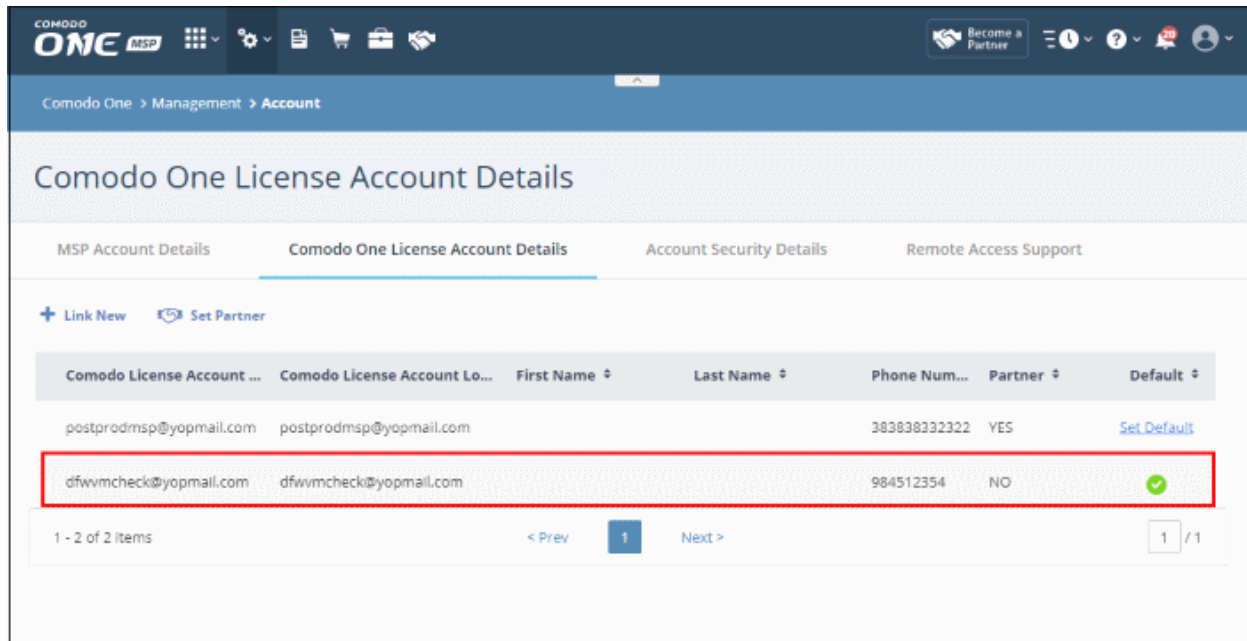 COMODO
ONE MSP
Become a
Partner
20
Comodo One > Management > Account
Comodo One License Account Details
MSP Account Details Comodo One License Account Details Account Security Details Remote Access Support
+ Link New Set Partner
Comodo License Account ... Comodo License Account Lo... First Name Last Name Phone Num... Partner Default
postprodmsp@yopmail.com postprodmsp@yopmail.com 383838332322 YES Set Default
dfwvmcheck@yopmail.com dfwvmcheck@yopmail.com 984512354 NO
1 - 2 of 2 items < Prev 1 Next > 1 / 1